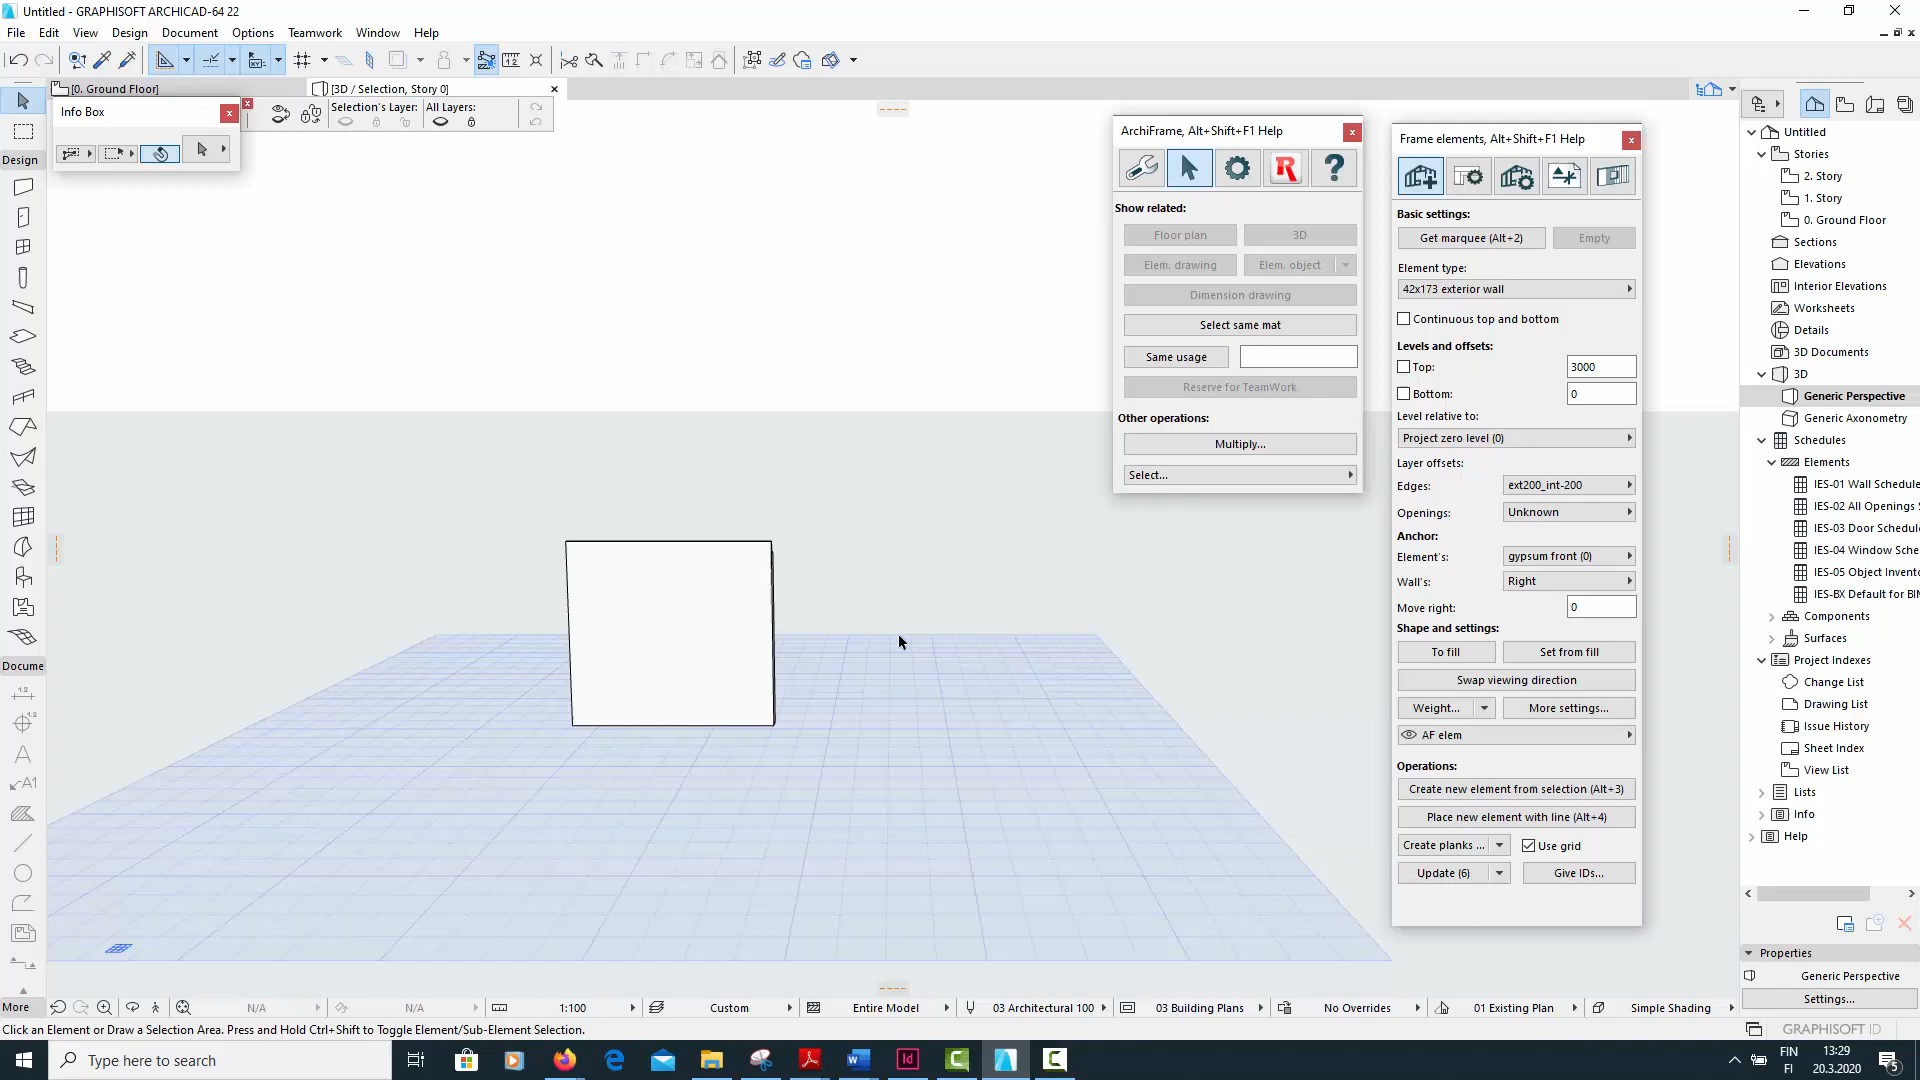 Untitled - GRAPHISOFT ARCHICAD-64 22
File Edit View Design Document Options Teamwork Window Help
[0. Ground Floor]
[3D / Selection, Story 0]
Info Box
Selection's Layer:
All Layers:
Design
Docume
More
ArchiFrame, Alt+Shift+F1 Help
Show related:
Floor plan
3D
Elem. drawing
Elem. object
Dimension drawing
Select same mat
Same usage
Reserve for TeamWork
Other operations:
Multiply...
Select...
Frame elements, Alt+Shift+F1 Help
Basic settings:
Get marquee (Alt+2)
Empty
Element type:
42x173 exterior wall
Continuous top and bottom
Levels and offsets:
Top:
3000
Bottom:
0
Level relative to:
Project zero level (0)
Layer offsets:
Edges:
ext200_int-200
Openings:
Unknown
Anchor:
Element's:
gypsum front (0)
Wall's:
Right
Move right:
0
Shape and settings:
To fill
Set from fill
Swap viewing direction
Weight...
More settings...
AF elem
Operations:
Create new element from selection (Alt+3)
Place new element with line (Alt+4)
Create planks ...
Use grid
Update (6)
Give IDs...
Untitled
Stories
2. Story
1. Story
0. Ground Floor
Sections
Elevations
Interior Elevations
Worksheets
Details
3D Documents
3D
Generic Perspective
Generic Axonometry
Schedules
Elements
IES-01 Wall Schedule
IES-02 All Openings S
IES-03 Door Schedul
IES-04 Window Sche
IES-05 Object Invento
IES-BX Default for BI
Components
Surfaces
Project Indexes
Change List
Drawing List
Issue History
Sheet Index
View List
Lists
Info
Help
Properties
Generic Perspective
Settings...
N/A
N/A
1:100
Custom
Entire Model
03 Architectural 100
03 Building Plans
No Overrides
01 Existing Plan
Simple Shading
Click an Element or Draw a Selection Area. Press and Hold Ctrl+Shift to Toggle Element/Sub-Element Selection.
GRAPHISOFT ID
Type here to search
FIN
FI
13:29
20.3.2020
5